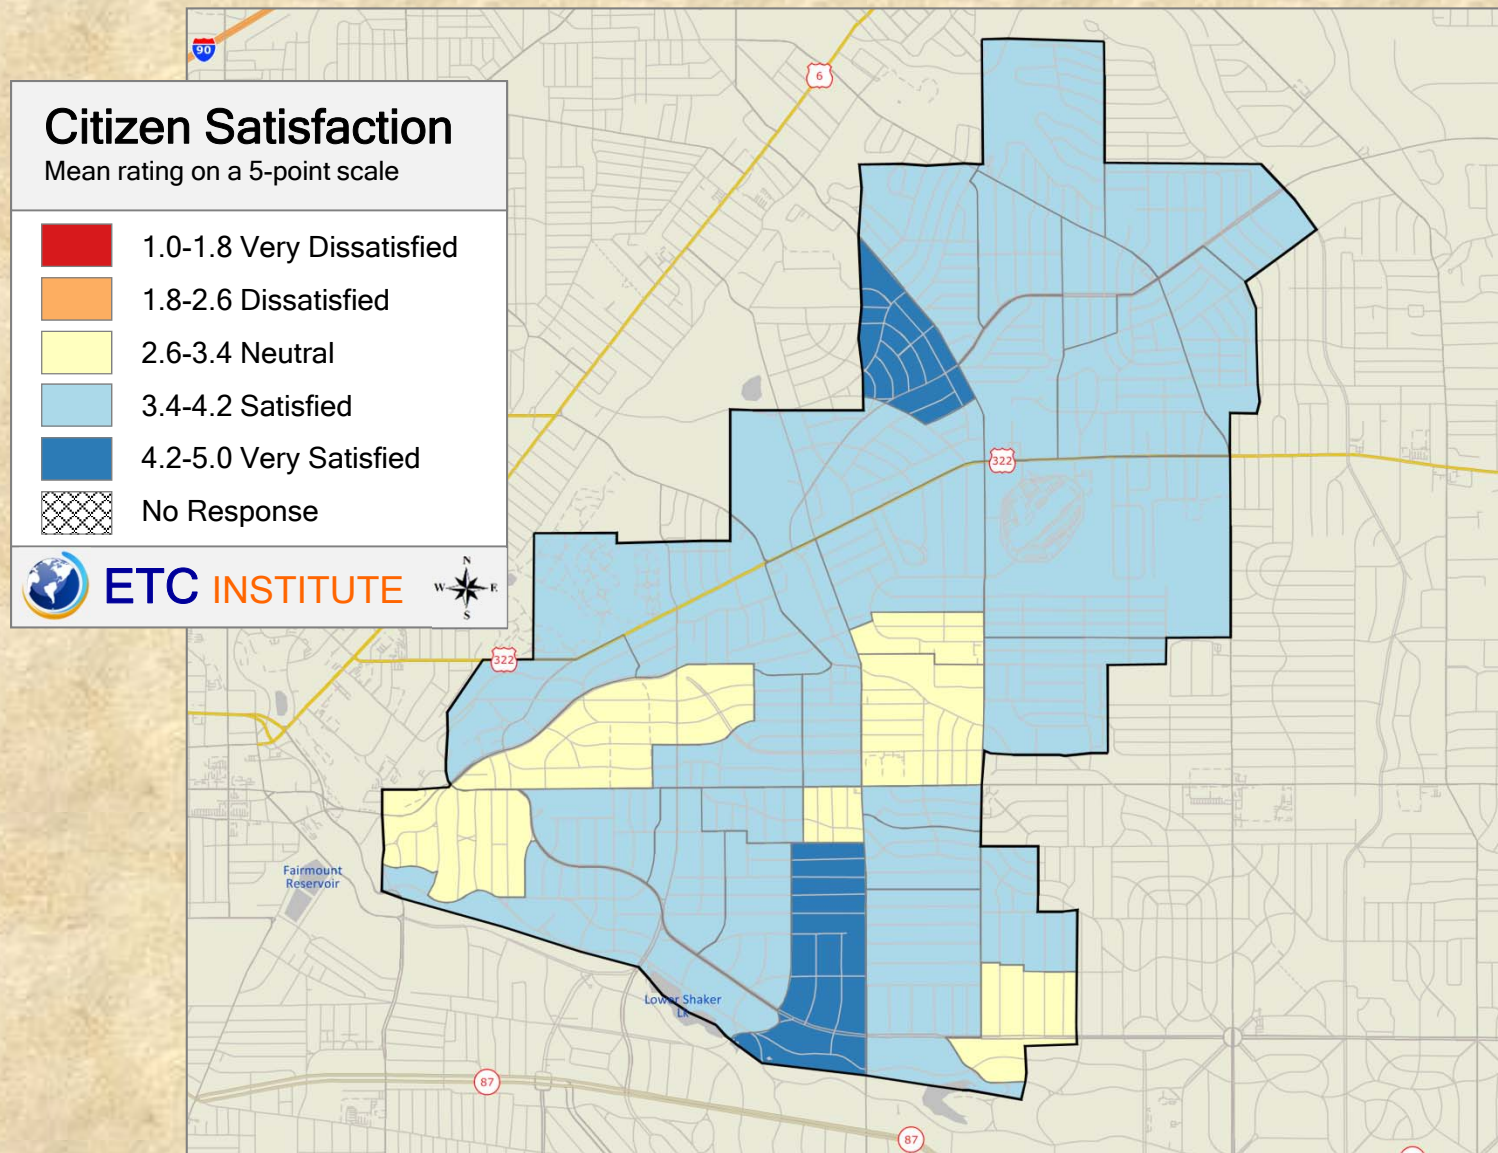 90
6
Citizen Satisfaction
Mean rating on a 5-point scale
1.0-1.8 Very Dissatisfied
1.8-2.6 Dissatisfied
2.6-3.4 Neutral
3.4-4.2 Satisfied
4.2-5.0 Very Satisfied
No Response
ETC INSTITUTE
N
W E
S
322
322
Fairmount
Reservoir
Lower Shaker
Lk
87
87